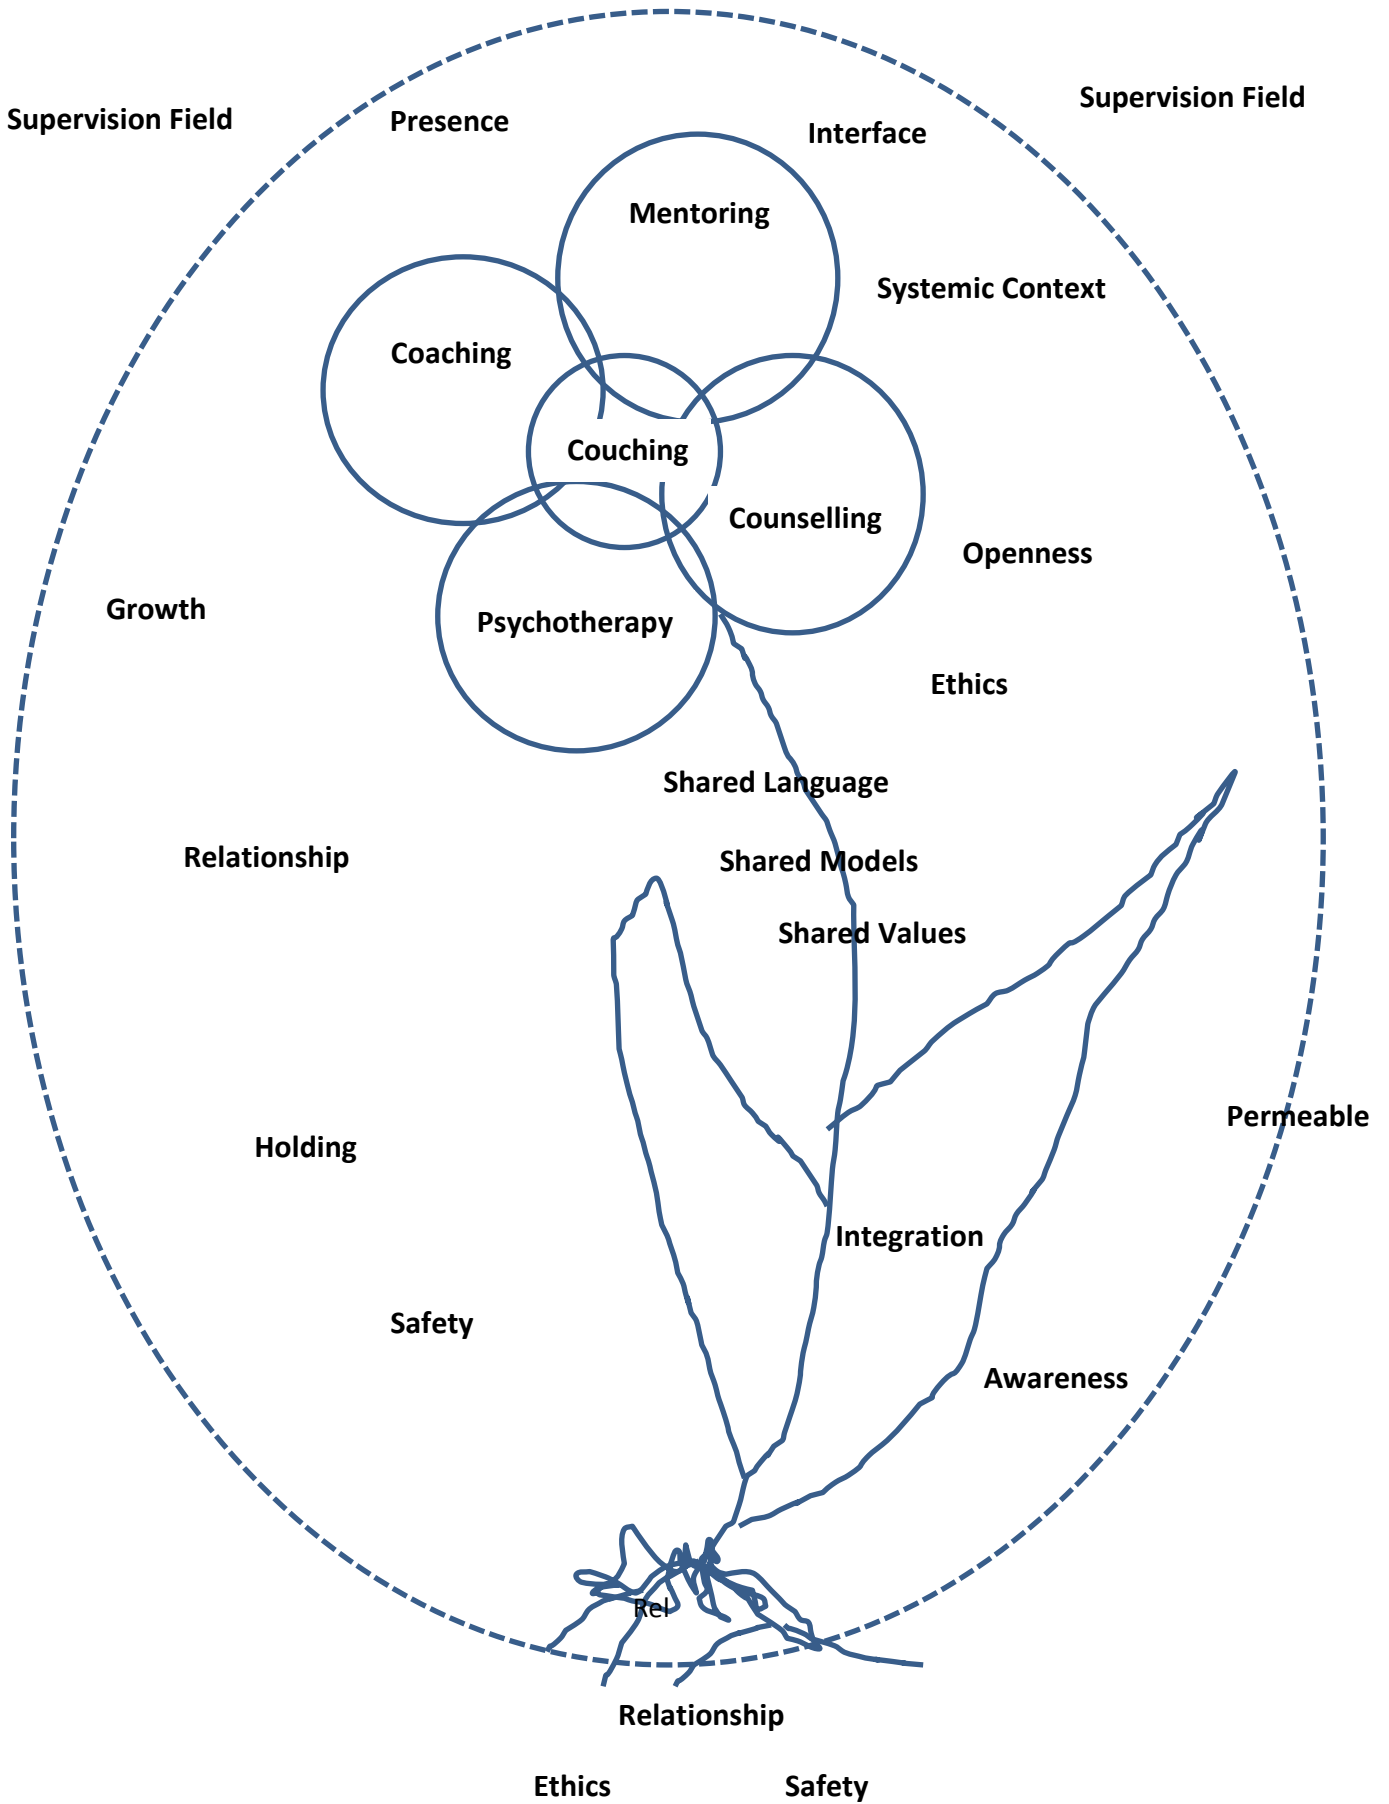 Supervision Field
Supervision Field
Presence
Interface
Mentoring
Systemic Context
Coaching
Couching
Counselling
Openness
Growth
Psychotherapy
Ethics
Shared Language
Relationship
Shared Models
Shared Values
Permeable
Holding
Integration
Safety
Awareness
Rel
Relationship
Ethics
Safety